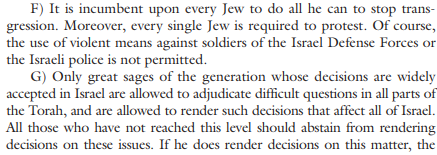 F) It is incumbent upon every Jew to do all he can to stop trans-
gression. Moreover, every single Jew is required to protest. Of course,
the use of violent means against soldiers of the Israel Defense Forces or
the Israeli police is not permitted.
G) Only great sages of the generation whose decisions are widely
accepted in Israel are allowed to adjudicate difficult questions in all parts of
the Torah, and are allowed to render such decisions that affect all of Israel.
All those who have not reached this level should abstain from rendering
decisions on these issues. If he does render decisions on this matter, the